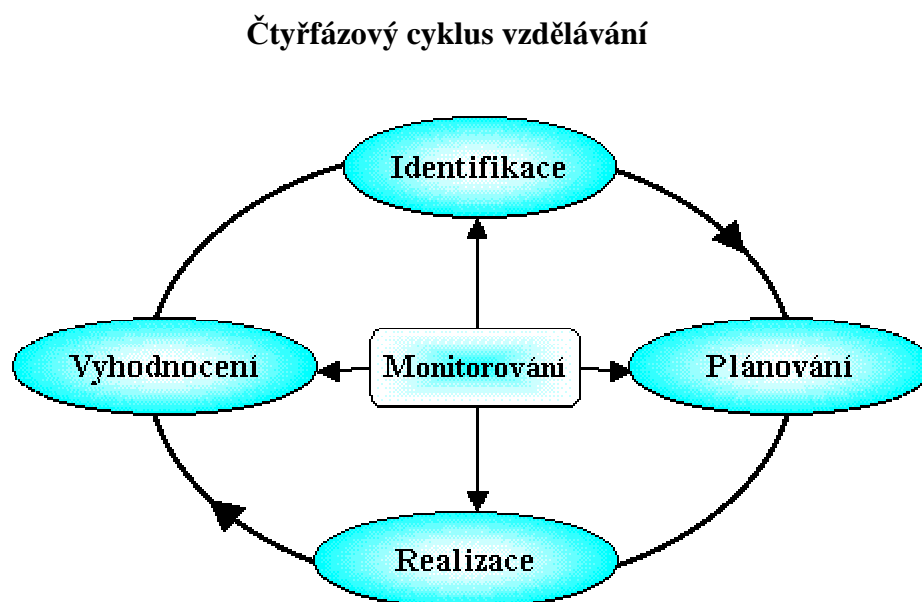 Čtyřfázový cyklus vzdělávání
Identifikace
Vyhodnocení
Monitorování
Plánování
Realizace